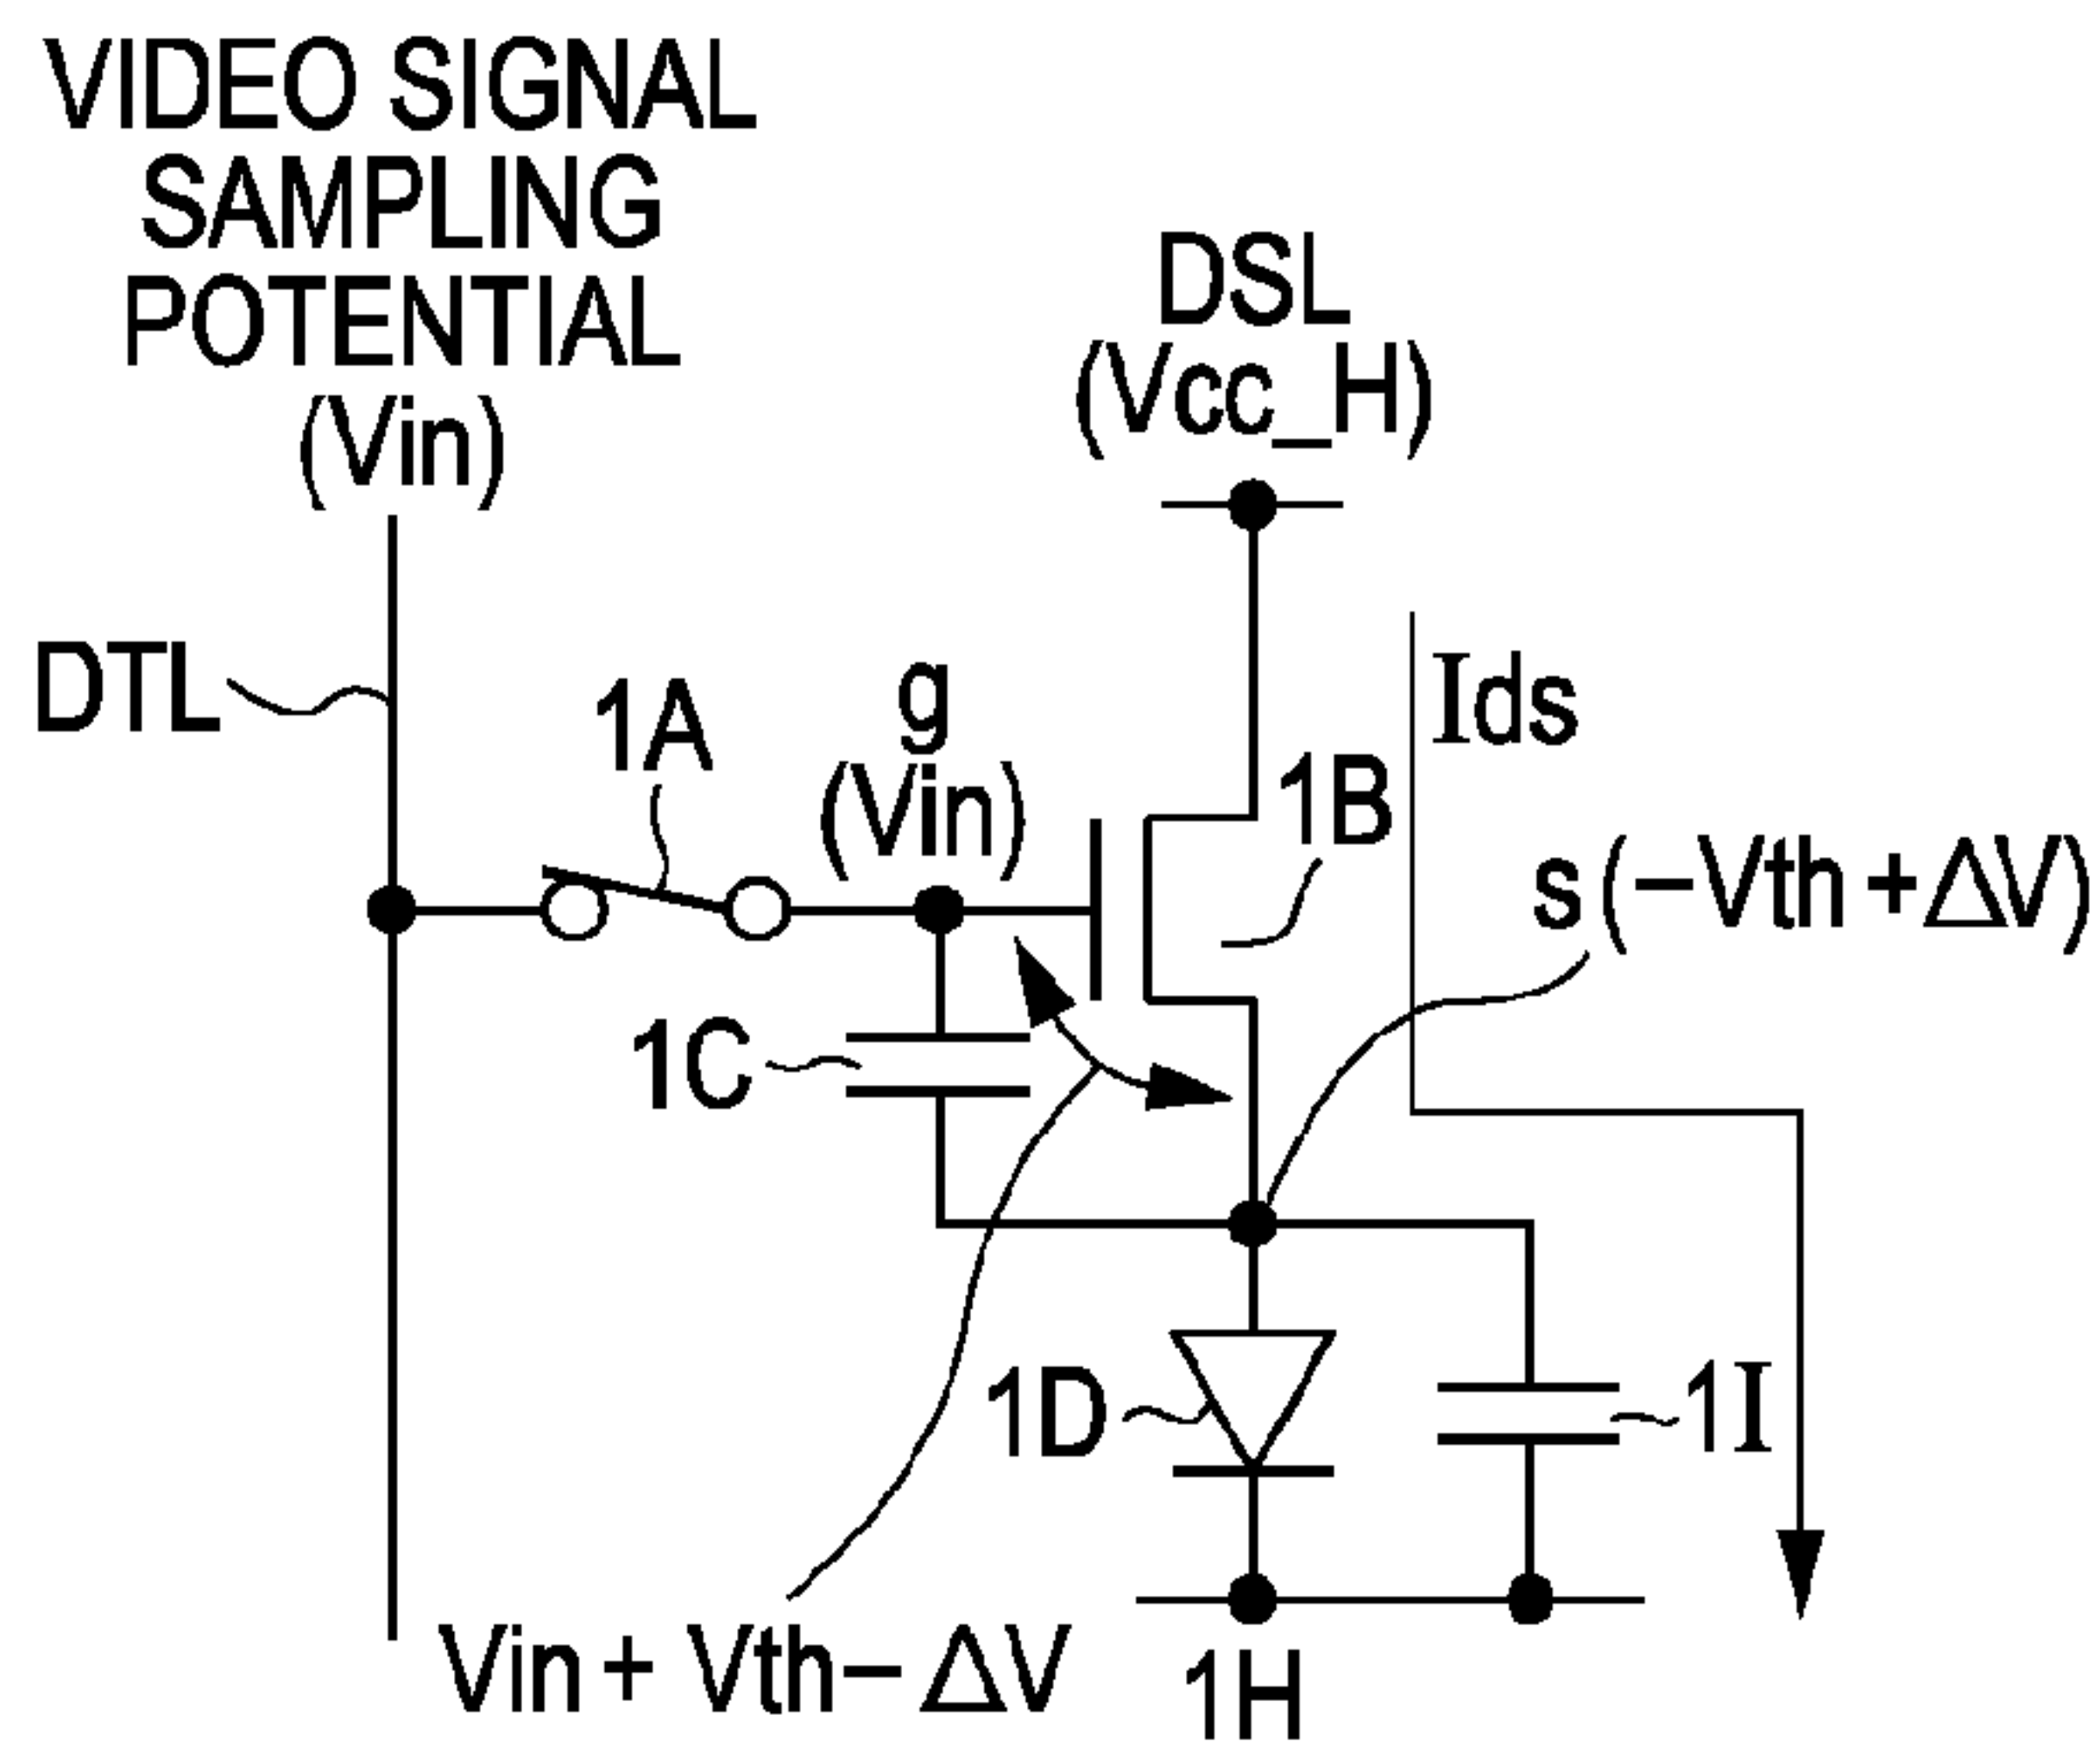 VIDEO SIGNAL
SAMPLING
POTENTIAL
(Vin)
DSL
(Vcc_H)
DTL
1A
g
(Vin)
Ids
1B
s(−Vth+ΔV)
1C
1D
1I
Vin + Vth− ΔV
1H